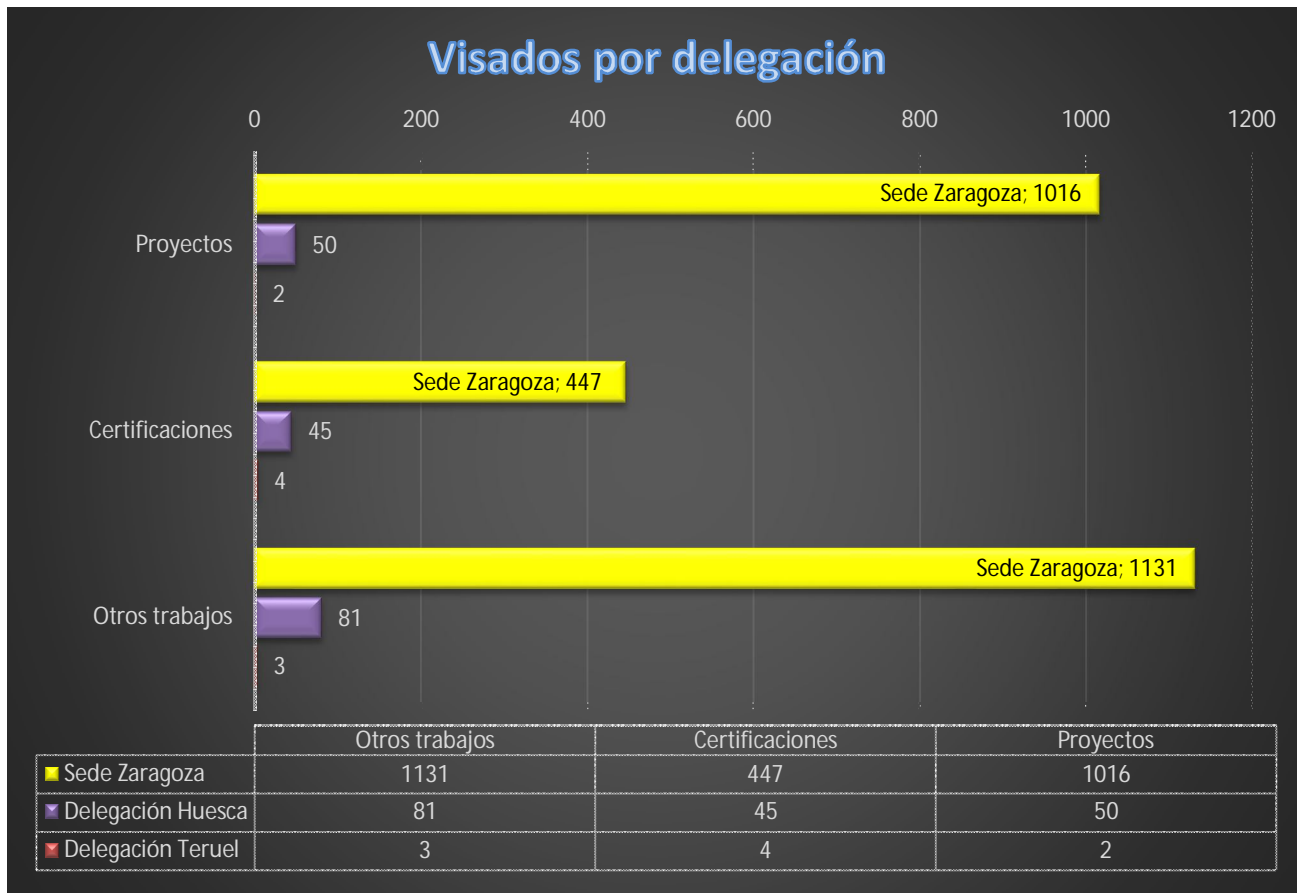 Visados por delegación
0 200 400 600 800 1000 1200
Sede Zaragoza; 1016
Proyectos 50
2
Sede Zaragoza; 447
Certificaciones 45
4
Sede Zaragoza; 1131
Otros trabajos 81
3
Otros trabajos Certificaciones Proyectos
Sede Zaragoza 1131 447 1016
Delegación Huesca 81 45 50
Delegación Teruel 3 4 2